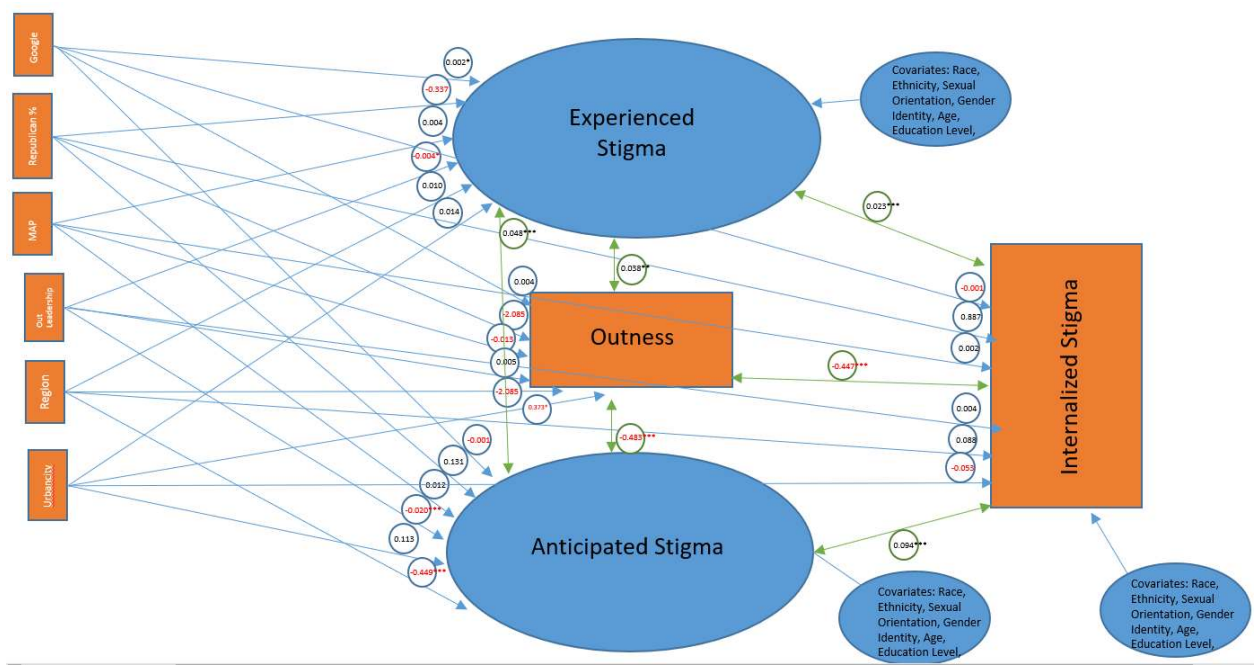 Google
Republican %
MAP
Out
Leadership
Region
Urbancity
0.002*
-0.337
0.004
-0.004*
0.010
0.014
Experienced
Stigma
Covariates: Race,
Ethnicity, Sexual
Orientation, Gender
Identity, Age,
Education Level,
0.048***
0.038**
0.023***
0.004
-2.085
-0.013
0.005
-2.085
0.373*
Outness
-0.447***
-0.001
0.887
0.002
0.004
0.088
-0.053
Internalized Stigma
-0.483***
-0.001
0.131
0.012
-0.020***
0.113
-0.449***
Anticipated Stigma
0.094***
Covariates: Race,
Ethnicity, Sexual
Orientation, Gender
Identity, Age,
Education Level,
Covariates: Race,
Ethnicity, Sexual
Orientation, Gender
Identity, Age,
Education Level,